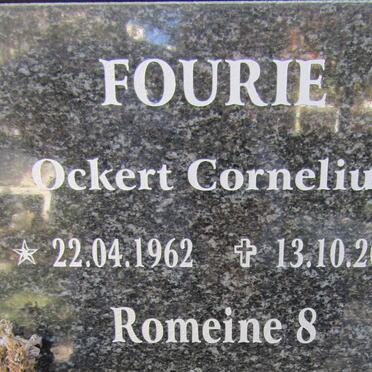 FOURIE
Ockert Corneliu
☆ 22.04.1962 ✝ 13.10.20
Romeine 8